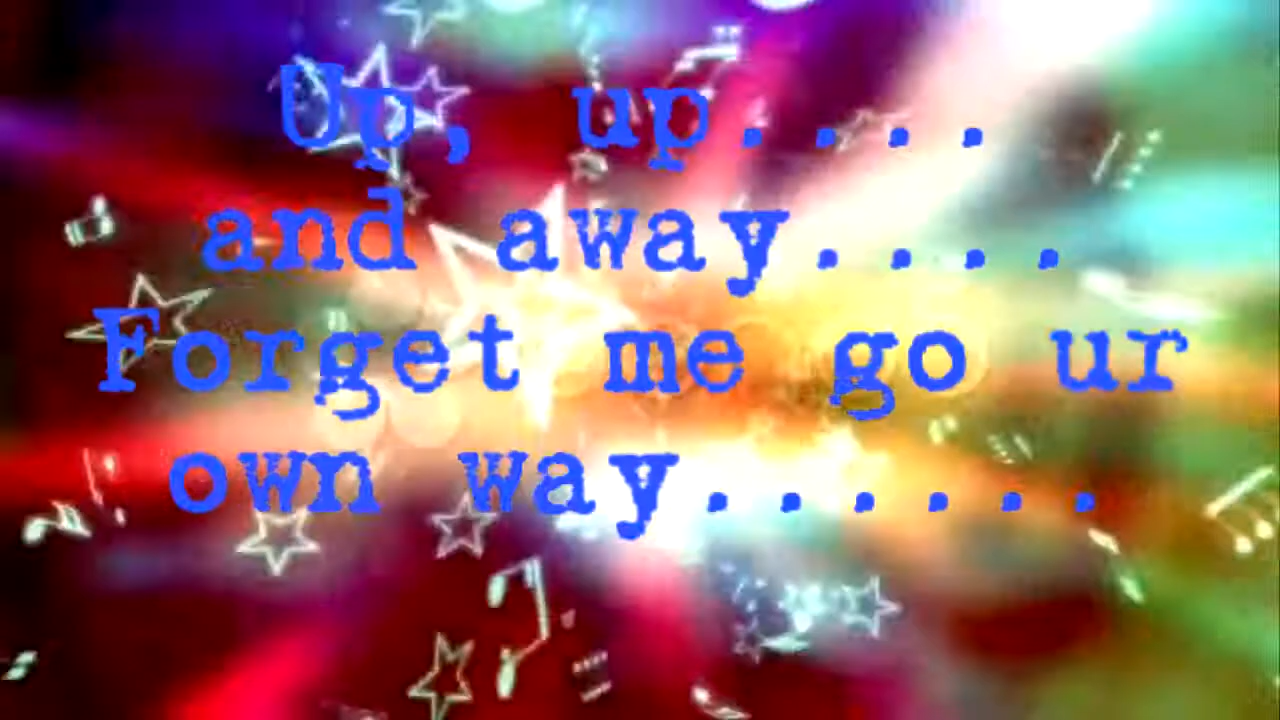 Up, up....
and away....
Forget me go ur
own way......